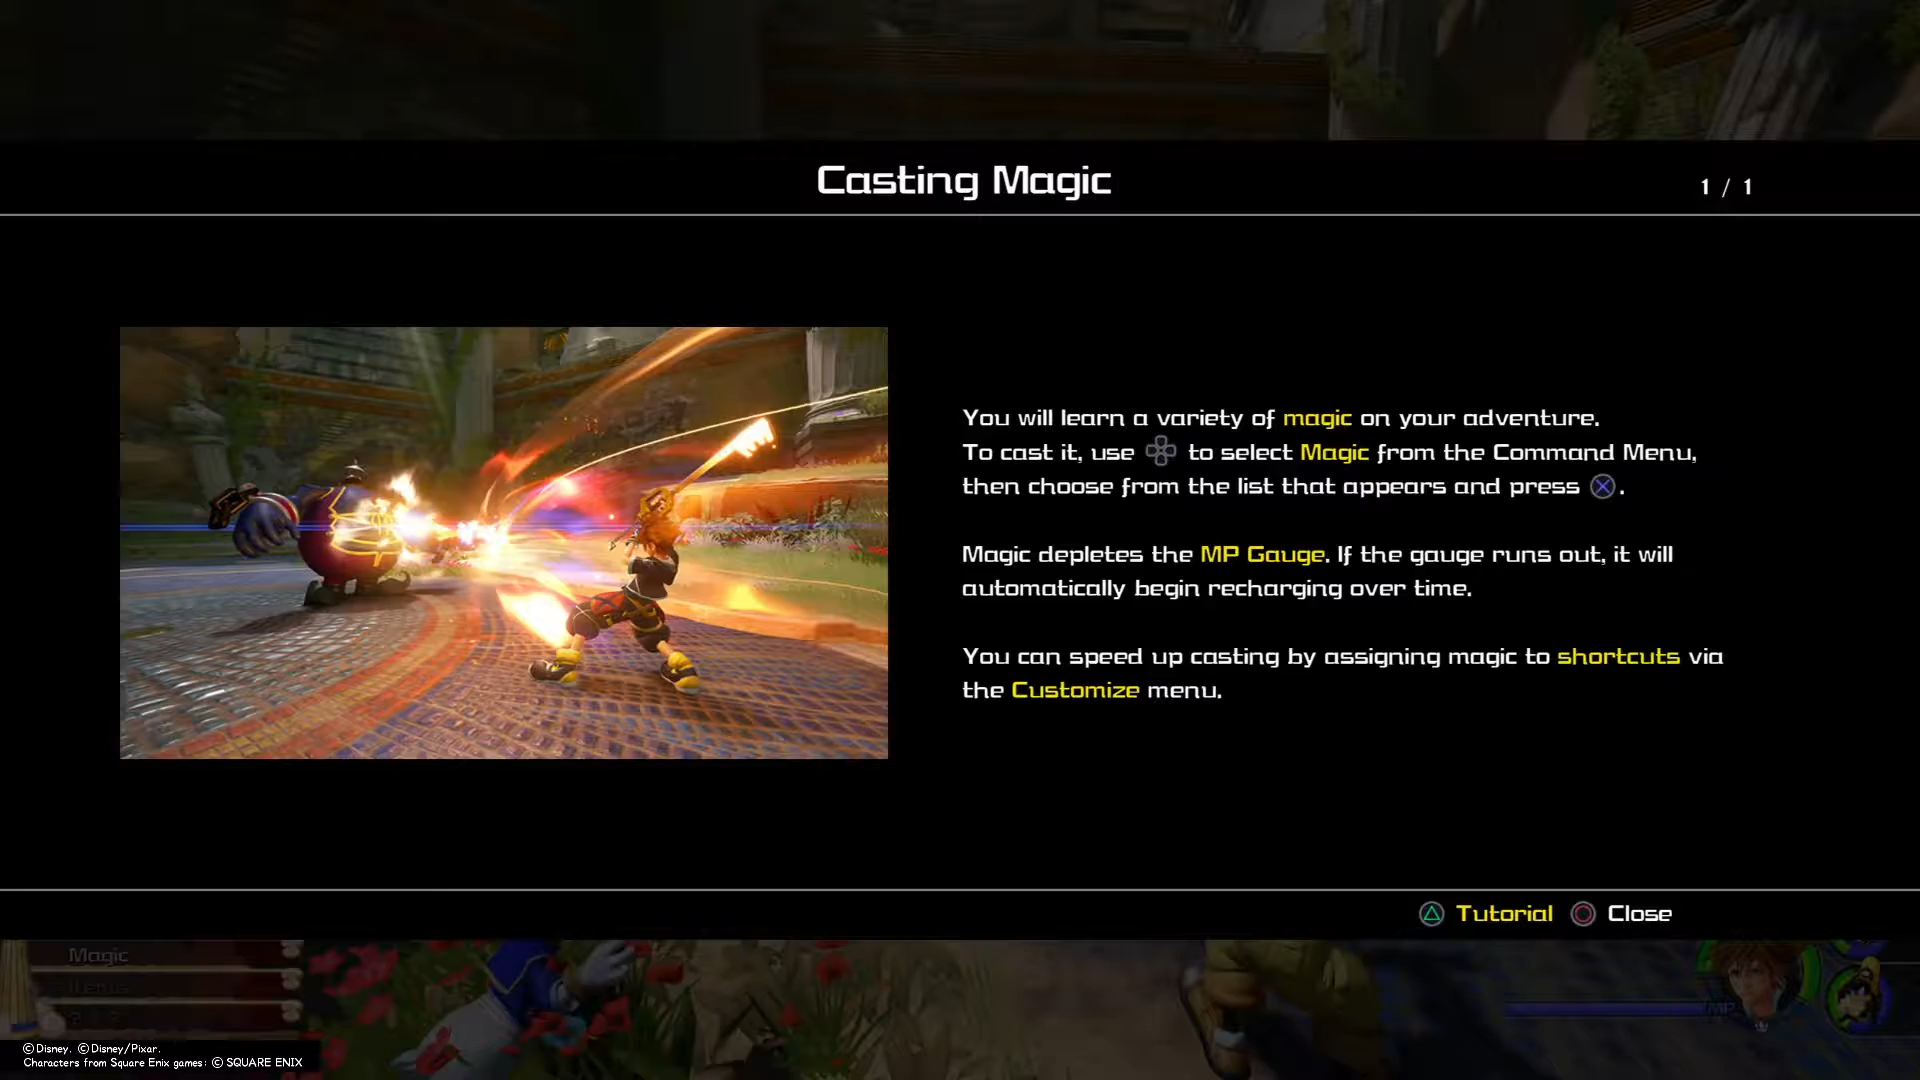 Casting Magic
1 / 1
You will learn a variety of magic on your adventure.
To cast it, use to select Magic from the Command Menu,
then choose from the list that appears and press .
Magic depletes the MP Gauge. If the gauge runs out, it will
automatically begin recharging over time.
You can speed up casting by assigning magic to shortcuts via
the Customize menu.
Tutorial Close
Magic
Items
MP
©Disney. ©Disney/Pixar.
Characters from Square Enix games: © SQUARE ENIX